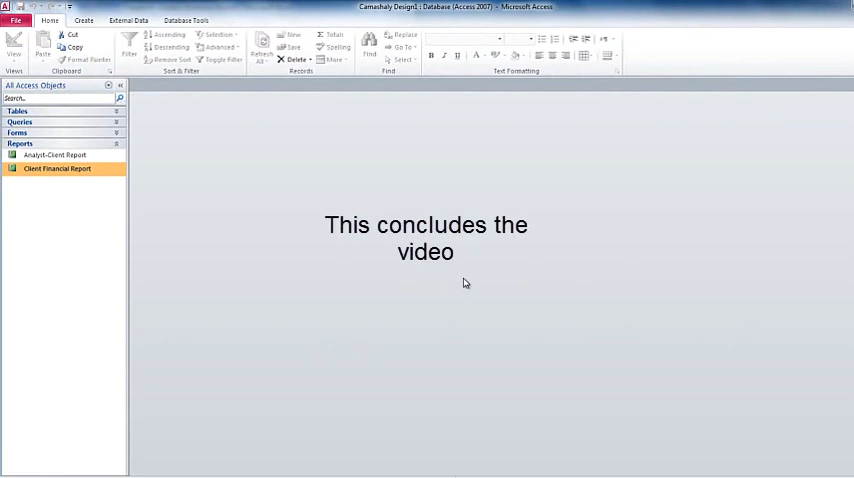 Camashaly Design1 : Database (Access 2007) - Microsoft Access
File Home Create External Data Database Tools
View Paste Cut Filter Ascending Selection Refresh All New Totals Find Replace
Copy Descending Advanced Save Spelling Go To
Format Painter Remove Sort Toggle Filter Delete More Select
Views Clipboard Sort & Filter Records Find Text Formatting
All Access Objects
Search...
Tables
Queries
Forms
Reports
Analyst-Client Report
Client Financial Report
This concludes the
video